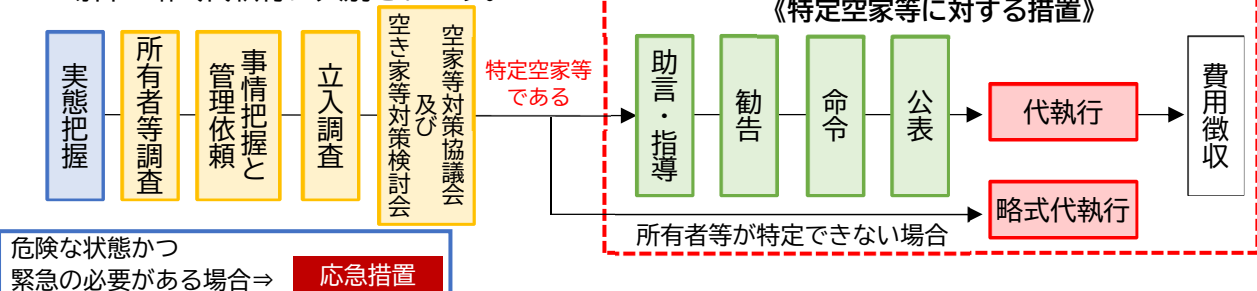 《特定空家等に対する措置》
実態把握
所有者等調査
事情把握と
管理依頼
立入調査
空家等対策協議会
及び
空き家等対策検討会
特定空家等
である
助言・指導
勧告
命令
公表
代執行
費用徴収
略式代執行
所有者等が特定できない場合
危険な状態かつ
緊急の必要がある場合⇒
応急措置